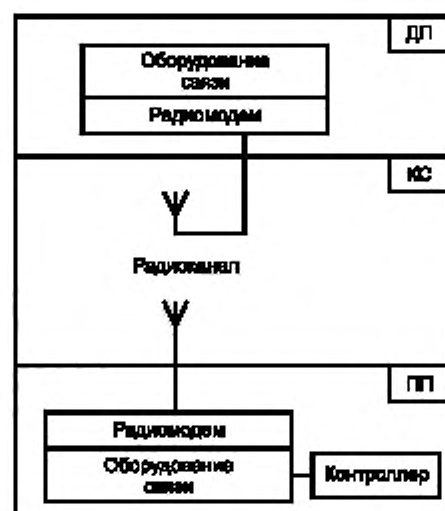 ДП
Оборудование
связи
Радиомодем
КС
Радиоканал
ПП
Радиомодем
Оборудование
связи
Контроллер